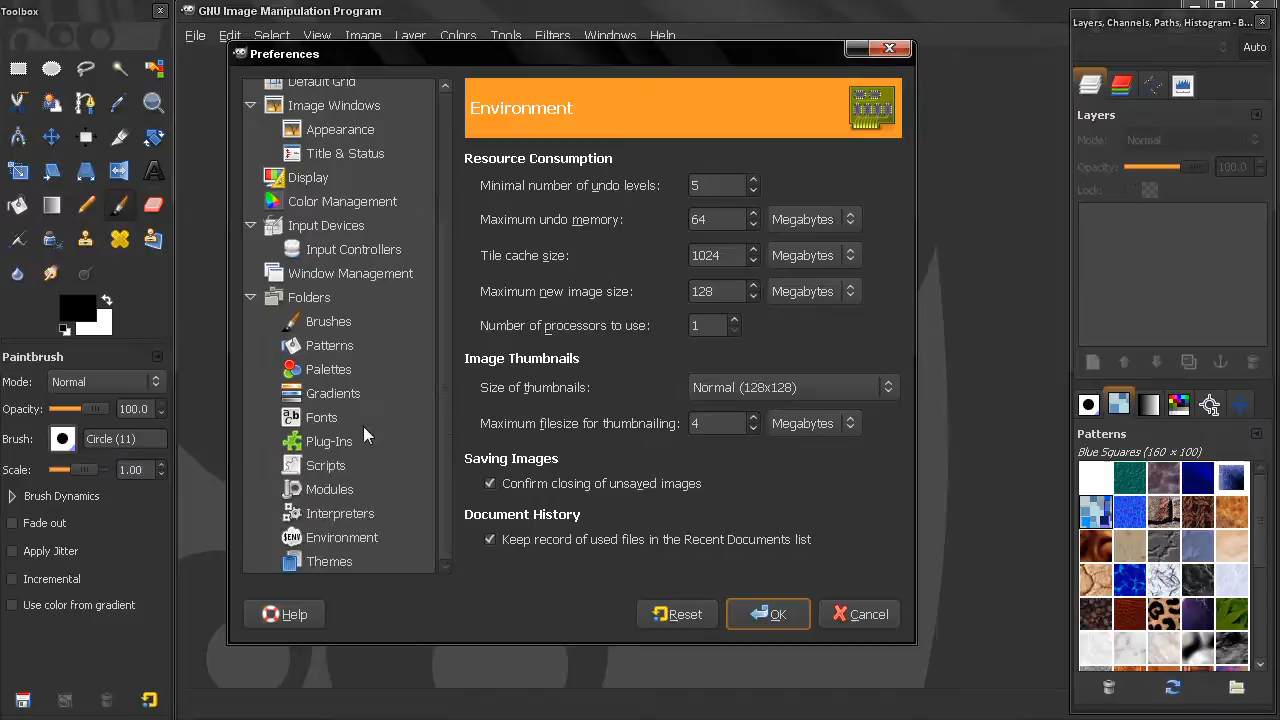 Toolbox
GNU Image Manipulation Program
Layers, Channels, Paths, Histogram - B...
File Edit Select View Image Layer Colors Tools Filters Windows Help
Auto
Preferences
Default Grid
Image Windows
Appearance
Title & Status
Display
Color Management
Input Devices
Input Controllers
Window Management
Folders
Brushes
Patterns
Palettes
Gradients
Fonts
Plug-Ins
Scripts
Modules
Interpreters
$ENV Environment
Themes
Environment
Resource Consumption
Minimal number of undo levels: 5
Maximum undo memory: 64 Megabytes
Tile cache size: 1024 Megabytes
Maximum new image size: 128 Megabytes
Number of processors to use: 1
Image Thumbnails
Size of thumbnails: Normal (128x128)
Maximum filesize for thumbnailing: 4 Megabytes
Saving Images
Confirm closing of unsaved images
Document History
Keep record of used files in the Recent Documents list
Help Reset OK Cancel
Paintbrush
Mode: Normal
Opacity: 100.0
Brush: Circle (11)
Scale: 1.00
Brush Dynamics
Fade out
Apply Jitter
Incremental
Use color from gradient
Layers
Mode: Normal
Opacity: 100.0
Lock:
Patterns
Blue Squares (160 × 100)